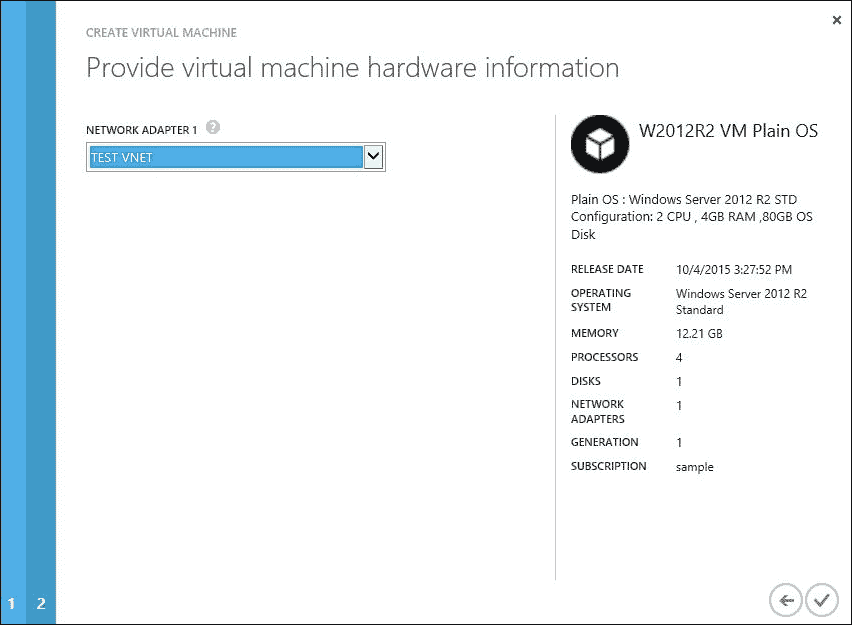 CREATE VIRTUAL MACHINE
Provide virtual machine hardware information
NETWORK ADAPTER 1 ?
TEST VNET
W2012R2 VM Plain OS
Plain OS : Windows Server 2012 R2 STD
Configuration: 2 CPU , 4GB RAM ,80GB OS
Disk
RELEASE DATE 10/4/2015 3:27:52 PM
OPERATING Windows Server 2012 R2
SYSTEM Standard
MEMORY 12.21 GB
PROCESSORS 4
DISKS 1
NETWORK 1
ADAPTERS
GENERATION 1
SUBSCRIPTION sample
1 2